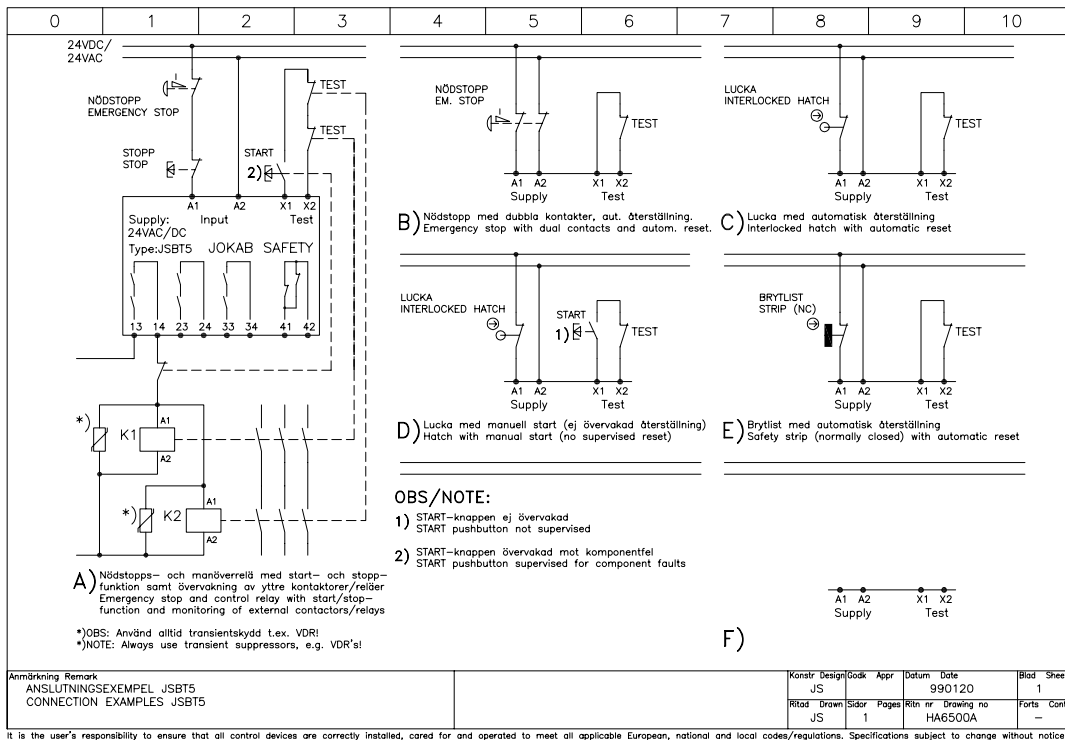 0 1 2 3 4 5 6 7 8 9 10
24VDC/
24VAC
NÖDSTOPP
EMERGENCY STOP
TEST
TEST
STOPP
STOP
START
2)
A1 A2 X1 X2
Supply: Input Test
24VAC/DC
Type:JSBT5 JOKAB SAFETY
13 14 23 24 33 34 41 42
*)
K1
A1
A2
*)
K2
A1
A2
A) Nödstopps- och manöverrelä med start- och stopp-
funktion samt övervakning av yttre kontaktorer/reläer
Emergency stop and control relay with start/stop-
function and monitoring of external contactors/relays
*)OBS: Använd alltid transientskydd t.ex. VDR!
*)NOTE: Always use transient suppressors, e.g. VDR's!
NÖDSTOPP
EM. STOP
TEST
A1 A2 X1 X2
Supply Test
B) Nödstopp med dubbla kontakter, aut. återställning.
Emergency stop with dual contacts and autom. reset.
LUCKA
INTERLOCKED HATCH
TEST
A1 A2 X1 X2
Supply Test
C) Lucka med automatisk återställning
Interlocked hatch with automatic reset
LUCKA
INTERLOCKED HATCH
START
1)
TEST
A1 A2 X1 X2
Supply Test
D) Lucka med manuell start (ej övervakad återställning)
Hatch with manual start (no supervised reset)
BRYTLIST
STRIP (NC)
TEST
A1 A2 X1 X2
Supply Test
E) Brytlist med automatisk återställning
Safety strip (normally closed) with automatic reset
OBS/NOTE:
1) START-knappen ej övervakad
START pushbutton not supervised
2) START-knappen övervakad mot komponentfel
START pushbutton supervised for component faults
A1 A2 X1 X2
Supply Test
F)
Anmärkning Remark
ANSLUTNINGSEXEMPEL JSBT5
CONNECTION EXAMPLES JSBT5
Konstr Design Godk Appr Datum Date Blad Shee
JS 990120 1
Ritad Drawn Sidor Pages Ritn nr Drawing no Forts Cont
JS 1 HA6500A -
It is the user's responsibility to ensure that all control devices are correctly installed, cared for and operated to meet all applicable European, national and local codes/regulations. Specifications subject to change without notice